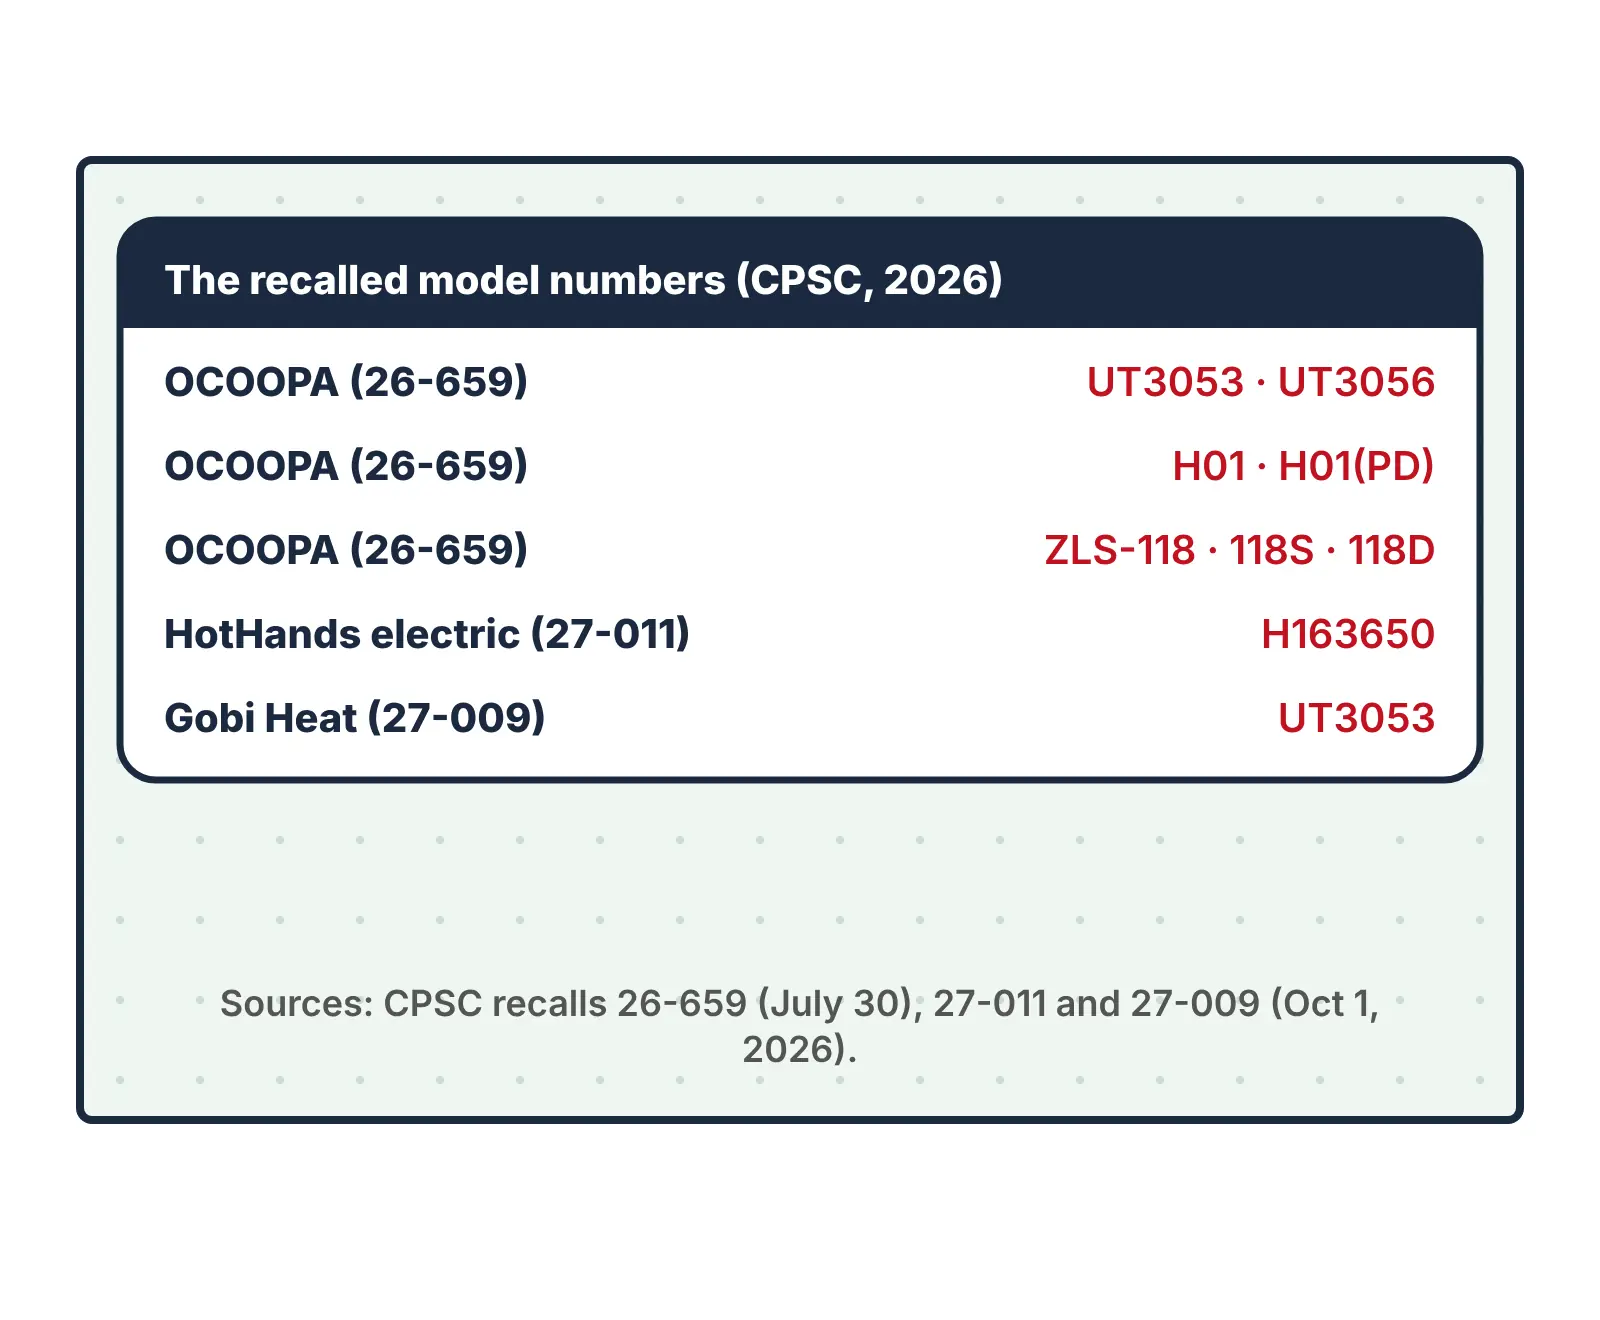 The recalled model numbers (CPSC, 2026)
OCOOPA (26-659) UT3053 · UT3056
OCOOPA (26-659) H01 · H01(PD)
OCOOPA (26-659) ZLS-118 · 118S · 118D
HotHands electric (27-011) H163650
Gobi Heat (27-009) UT3053
Sources: CPSC recalls 26-659 (July 30), 27-011 and 27-009 (Oct 1,
2026).